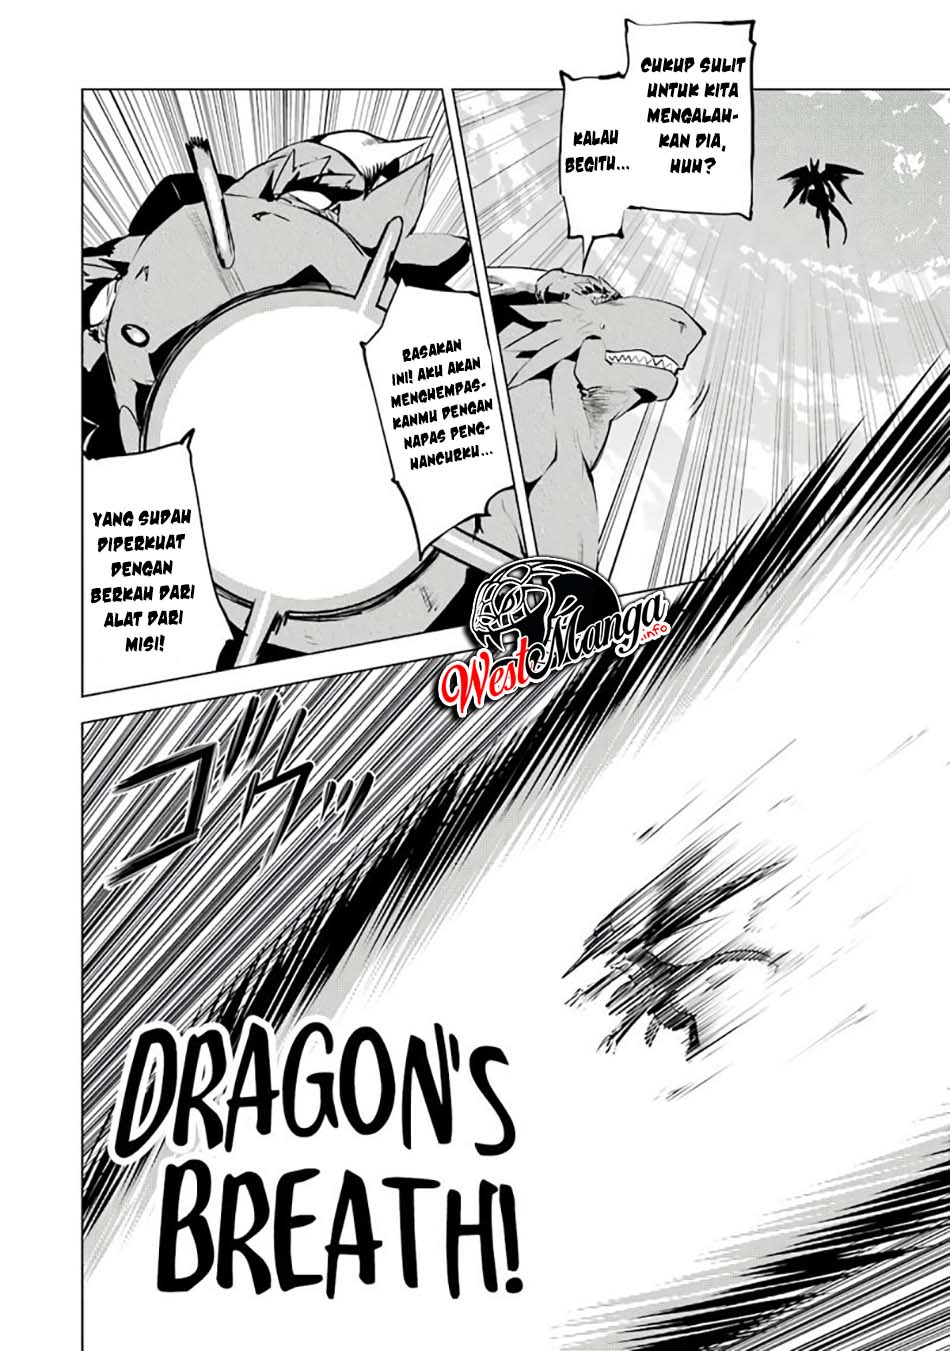 CUKUP SULIT
UNTUK KITA
MENGALAH-
KAN DIA,
HUH?
KALAU
BEGITU...
RASAKAN
INI! AKU AKAN
MENGHEMPAS-
KANMU DENGAN
NAPAS PENG-
HANCURKU...
YANG SUDAH
DIPERKUAT
DENGAN
BERKAH DARI
ALAT DARI
MISI!
WestManga
.info
ゴウッ
DRAGON'S
BREATH!